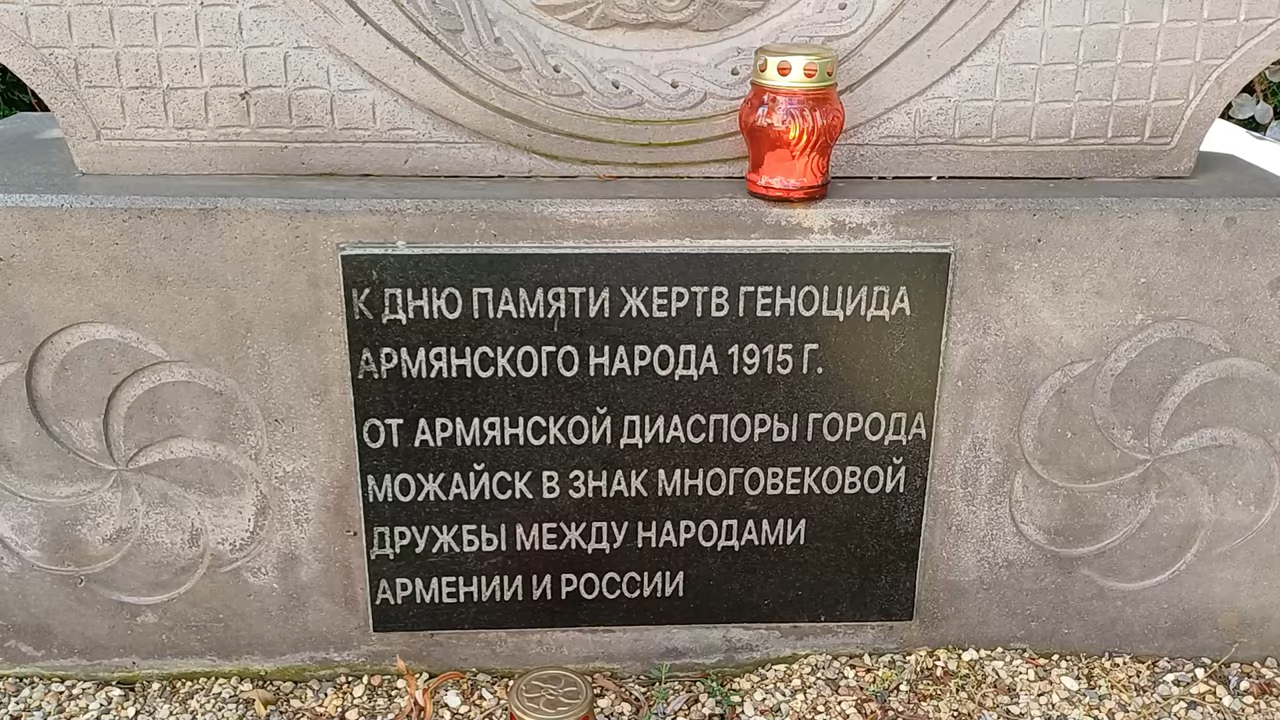 К ДНЮ ПАМЯТИ ЖЕРТВ ГЕНОЦИДА
АРМЯНСКОГО НАРОДА 1915 Г.
ОТ АРМЯНСКОЙ ДИАСПОРЫ ГОРОДА
МОЖАЙСК В ЗНАК МНОГОВЕКОВОЙ
ДРУЖБЫ МЕЖДУ НАРОДАМИ
АРМЕНИИ И РОССИИ